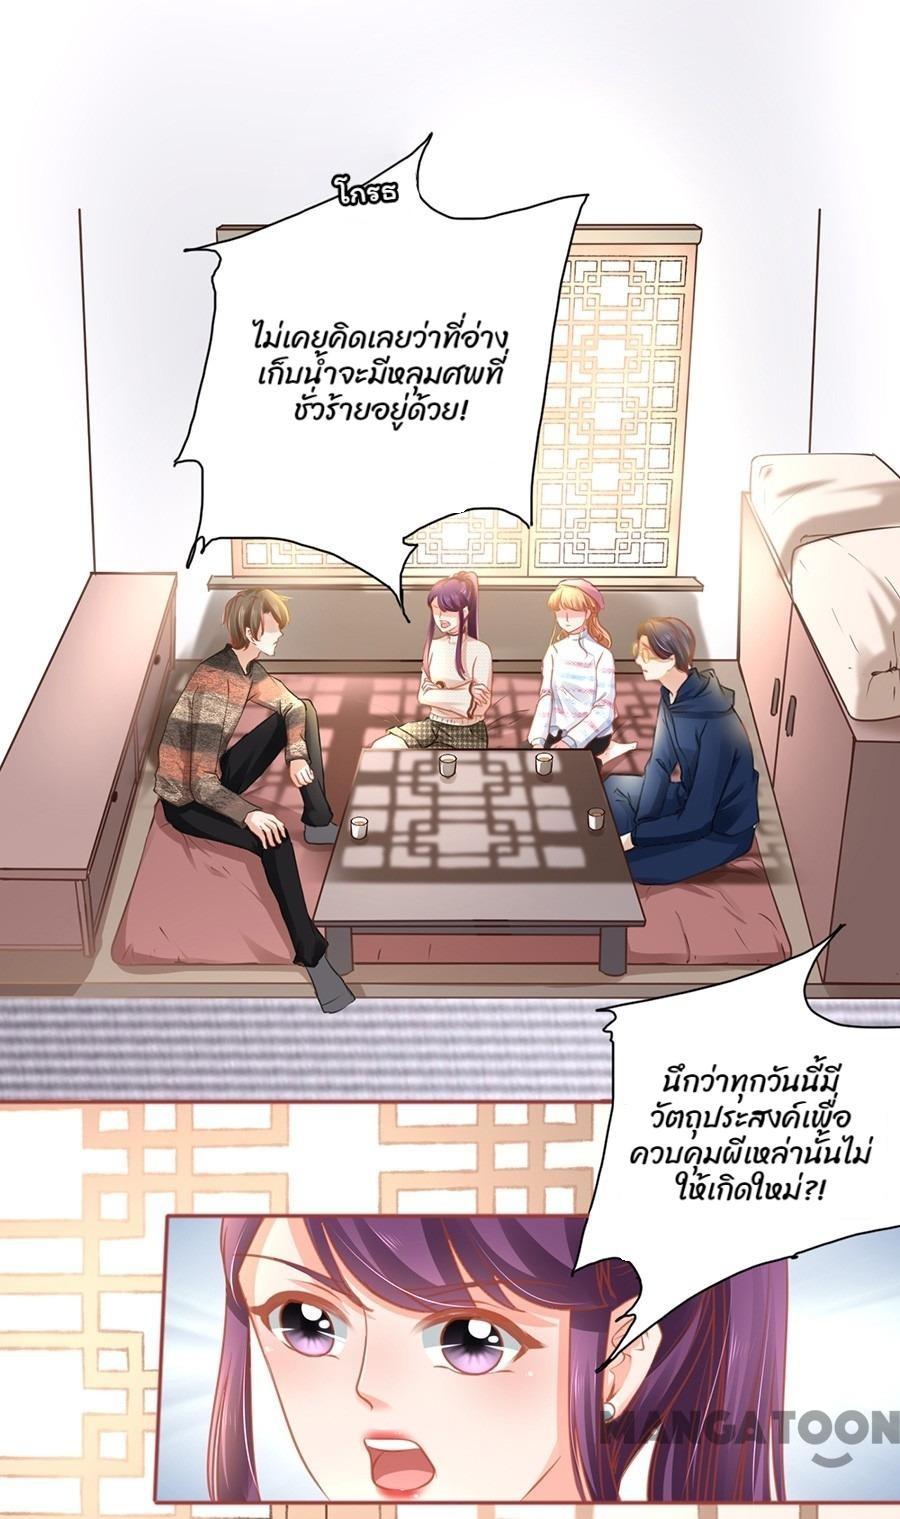 โกรธ
ไม่เคยคิดเลยว่าที่อ่าง
เก็บน้ำจะมีหลุมศพที่
ชั่วร้ายอยู่ด้วย!
นึกว่าทุกวันนี้มี
วัตถุประสงค์เพื่อ
ควบคุมผีเหล่านั้นไม่
ให้เกิดใหม่?!
MANGATOON